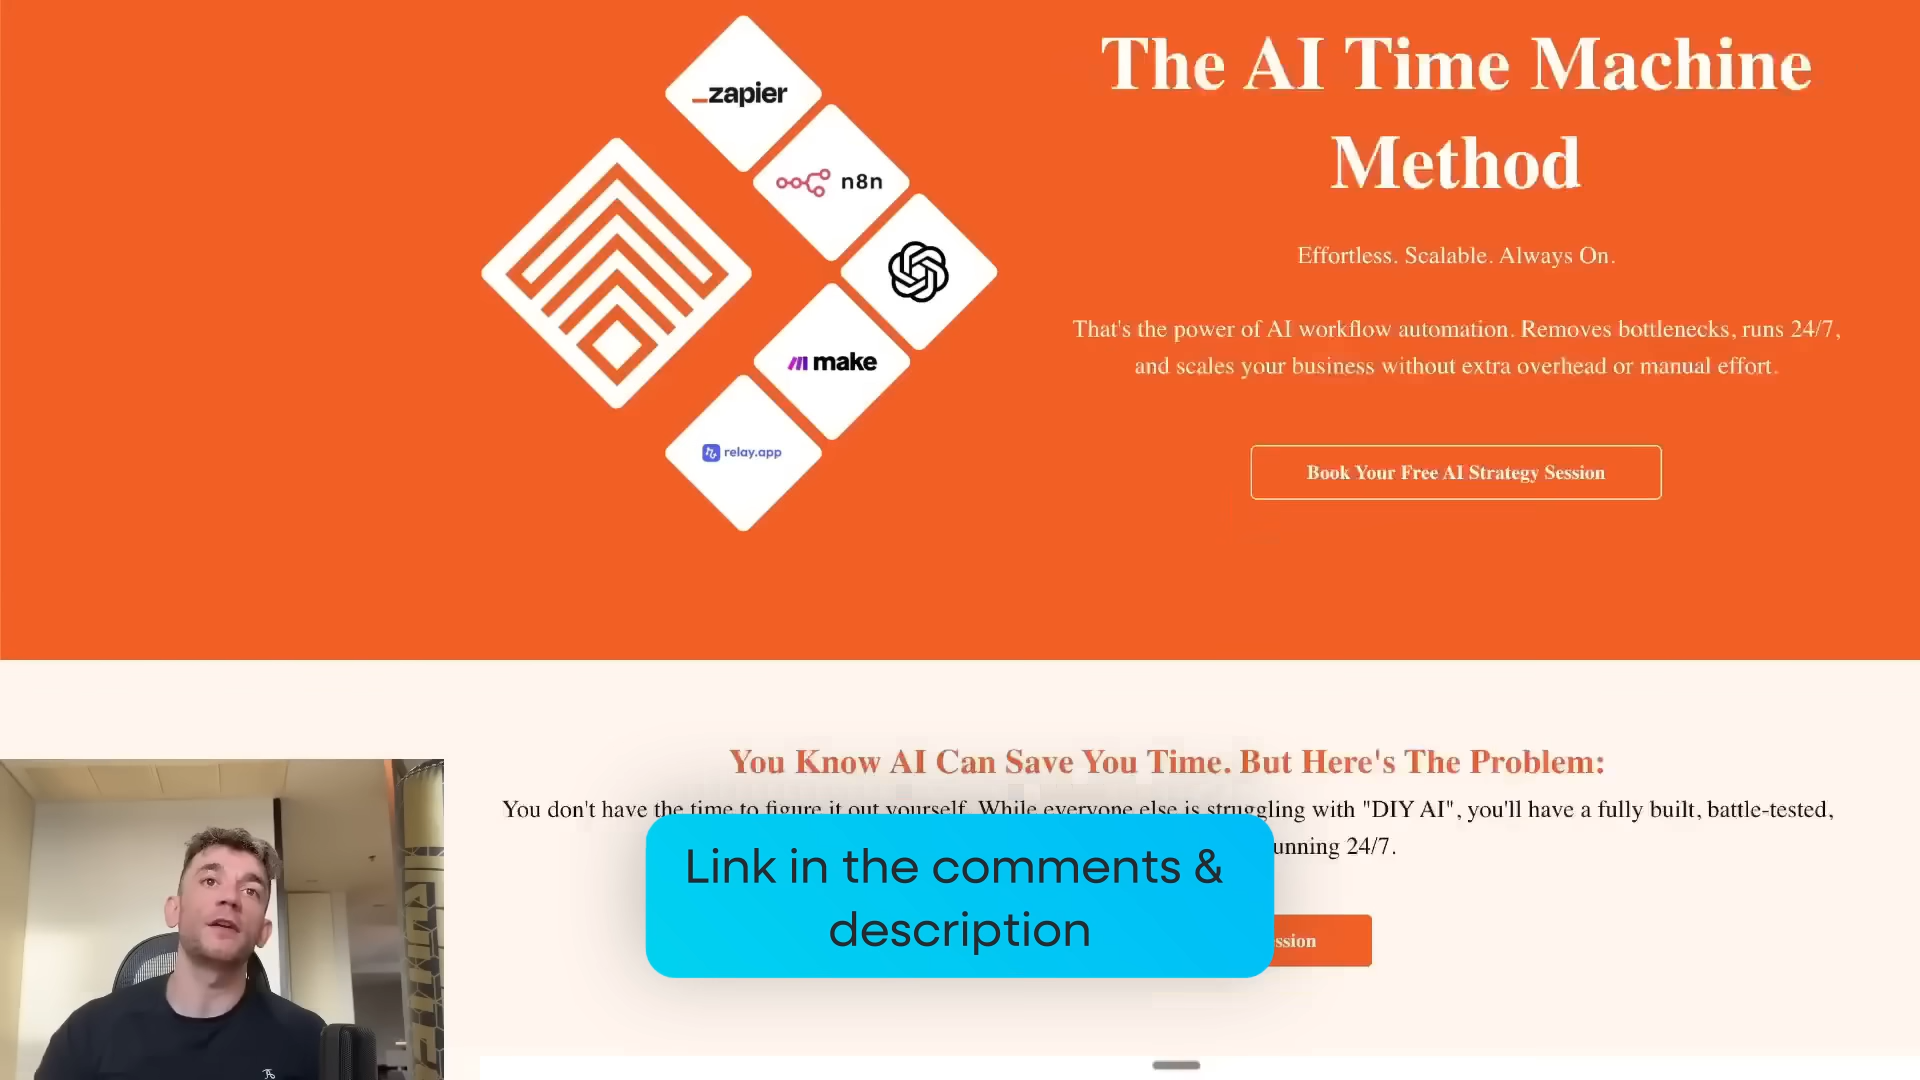 zapier
n8n
make
relay.app
The AI Time Machine
Method
Effortless. Scalable. Always On.
That's the power of AI workflow automation. Removes bottlenecks, runs 24/7,
and scales your business without extra overhead or manual effort.
Book Your Free AI Strategy Session
You Know AI Can Save You Time. But Here's The Problem:
You don't have the time to figure it out yourself. While everyone else is struggling with "DIY AI", you'll have a fully built, battle-tested,
unning 24/7.
Link in the comments &
description
ssion